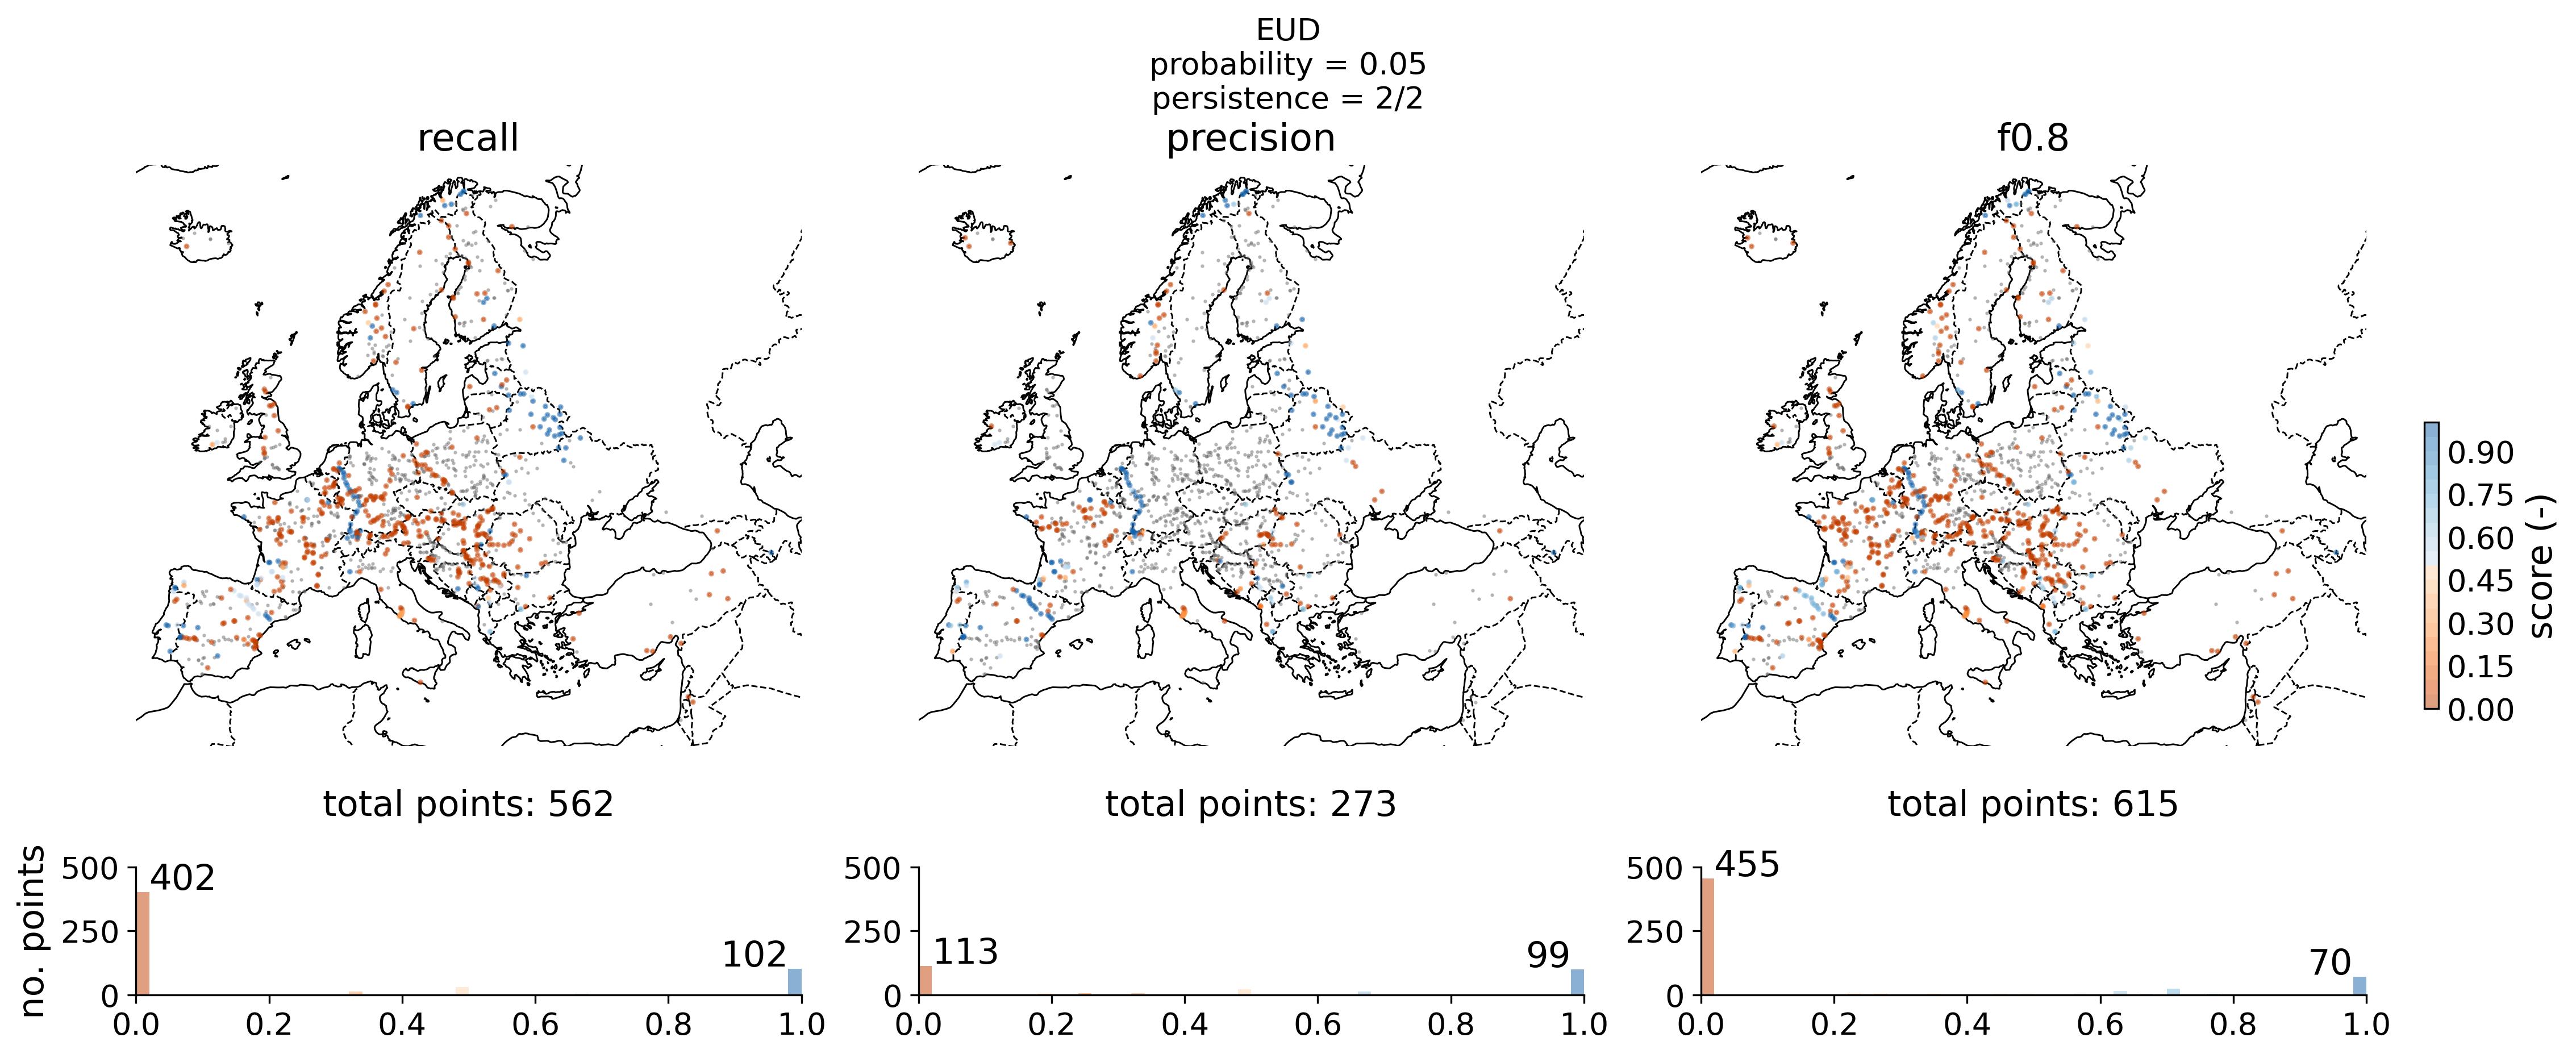 EUD
probability = 0.05
persistence = 2/2
recall
precision
f0.8
0.90
0.75
0.60
0.45
0.30
0.15
0.00
score (-)
total points: 562
total points: 273
total points: 615
no. points
500
250
0
402
102
0.0 0.2 0.4 0.6 0.8 1.0
500
250
0
113
99
0.0 0.2 0.4 0.6 0.8 1.0
500
250
0
455
70
0.0 0.2 0.4 0.6 0.8 1.0